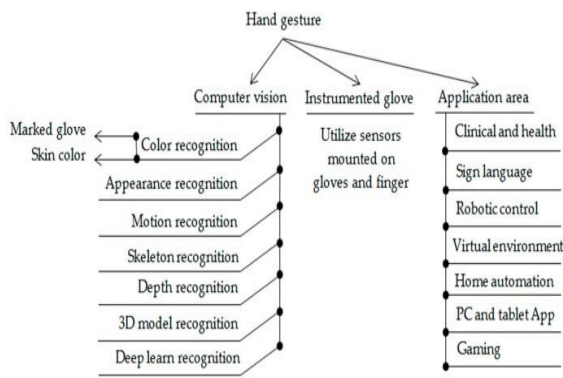 Hand gesture
Computer vision
Instrumented glove
Application area
Marked glove
Skin color
Color recognition
Appearance recognition
Motion recognition
Skeleton recognition
Depth recognition
3D model recognition
Deep learn recognition
Utilize sensors
mounted on
gloves and finger
Clinical and health
Sign language
Robotic control
Virtual environment
Home automation
PC and tablet App
Gaming